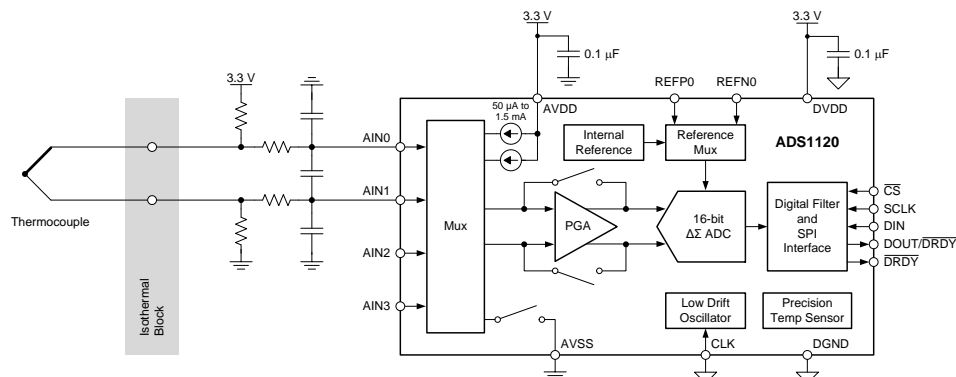 3.3 V
0.1 μF
3.3 V
0.1 μF
3.3 V
REFP0
REFN0
AVDD
DVDD
50 μA to
1.5 mA
Internal
Reference
Reference
Mux
ADS1120
AIN0
AIN1
AIN2
AIN3
Mux
PGA
16-bit
ΔΣ ADC
Digital Filter
and
SPI
Interface
CS
SCLK
DIN
DOUT/DRDY
DRDY
Thermocouple
Isothermal
Block
Low Drift
Oscillator
Precision
Temp Sensor
AVSS
CLK
DGND